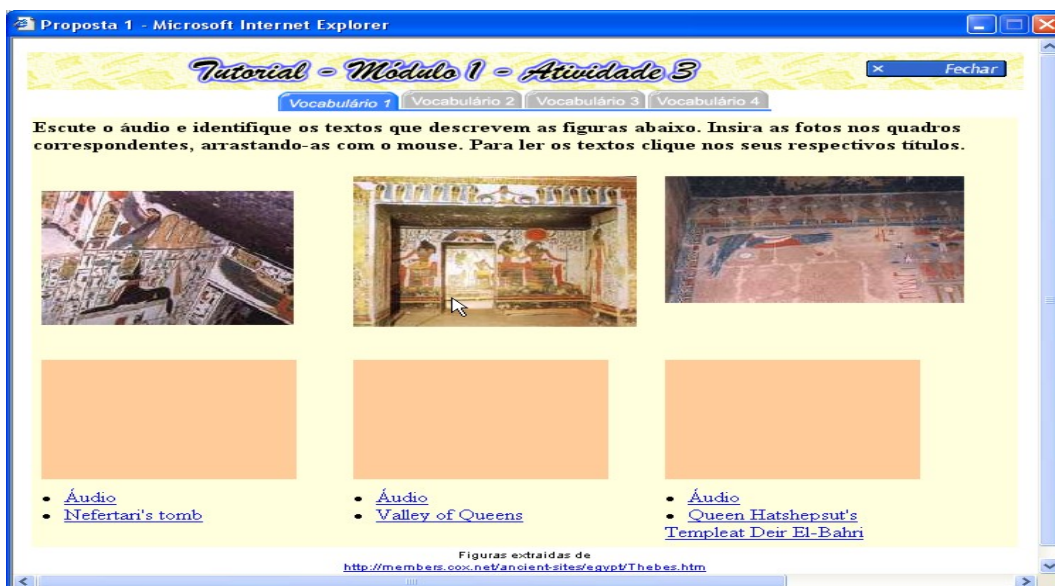 Proposta 1 - Microsoft Internet Explorer
Tutorial - Módulo 1 - Atividade 3
× Fechar
Vocabulário 1 Vocabulário 2 Vocabulário 3 Vocabulário 4
Escute o áudio e identifique os textos que descrevem as figuras abaixo. Insira as fotos nos quadros
correspondentes, arrastando-as com o mouse. Para ler os textos clique nos seus respectivos títulos.
• Áudio
• Nefertari's tomb
• Áudio
• Valley of Queens
• Áudio
• Queen Hatshepsut's
Templeat Deir El-Bahri
Figuras extraidas de
http://members.cox.net/ancient-sites/egypt/Thebes.htm